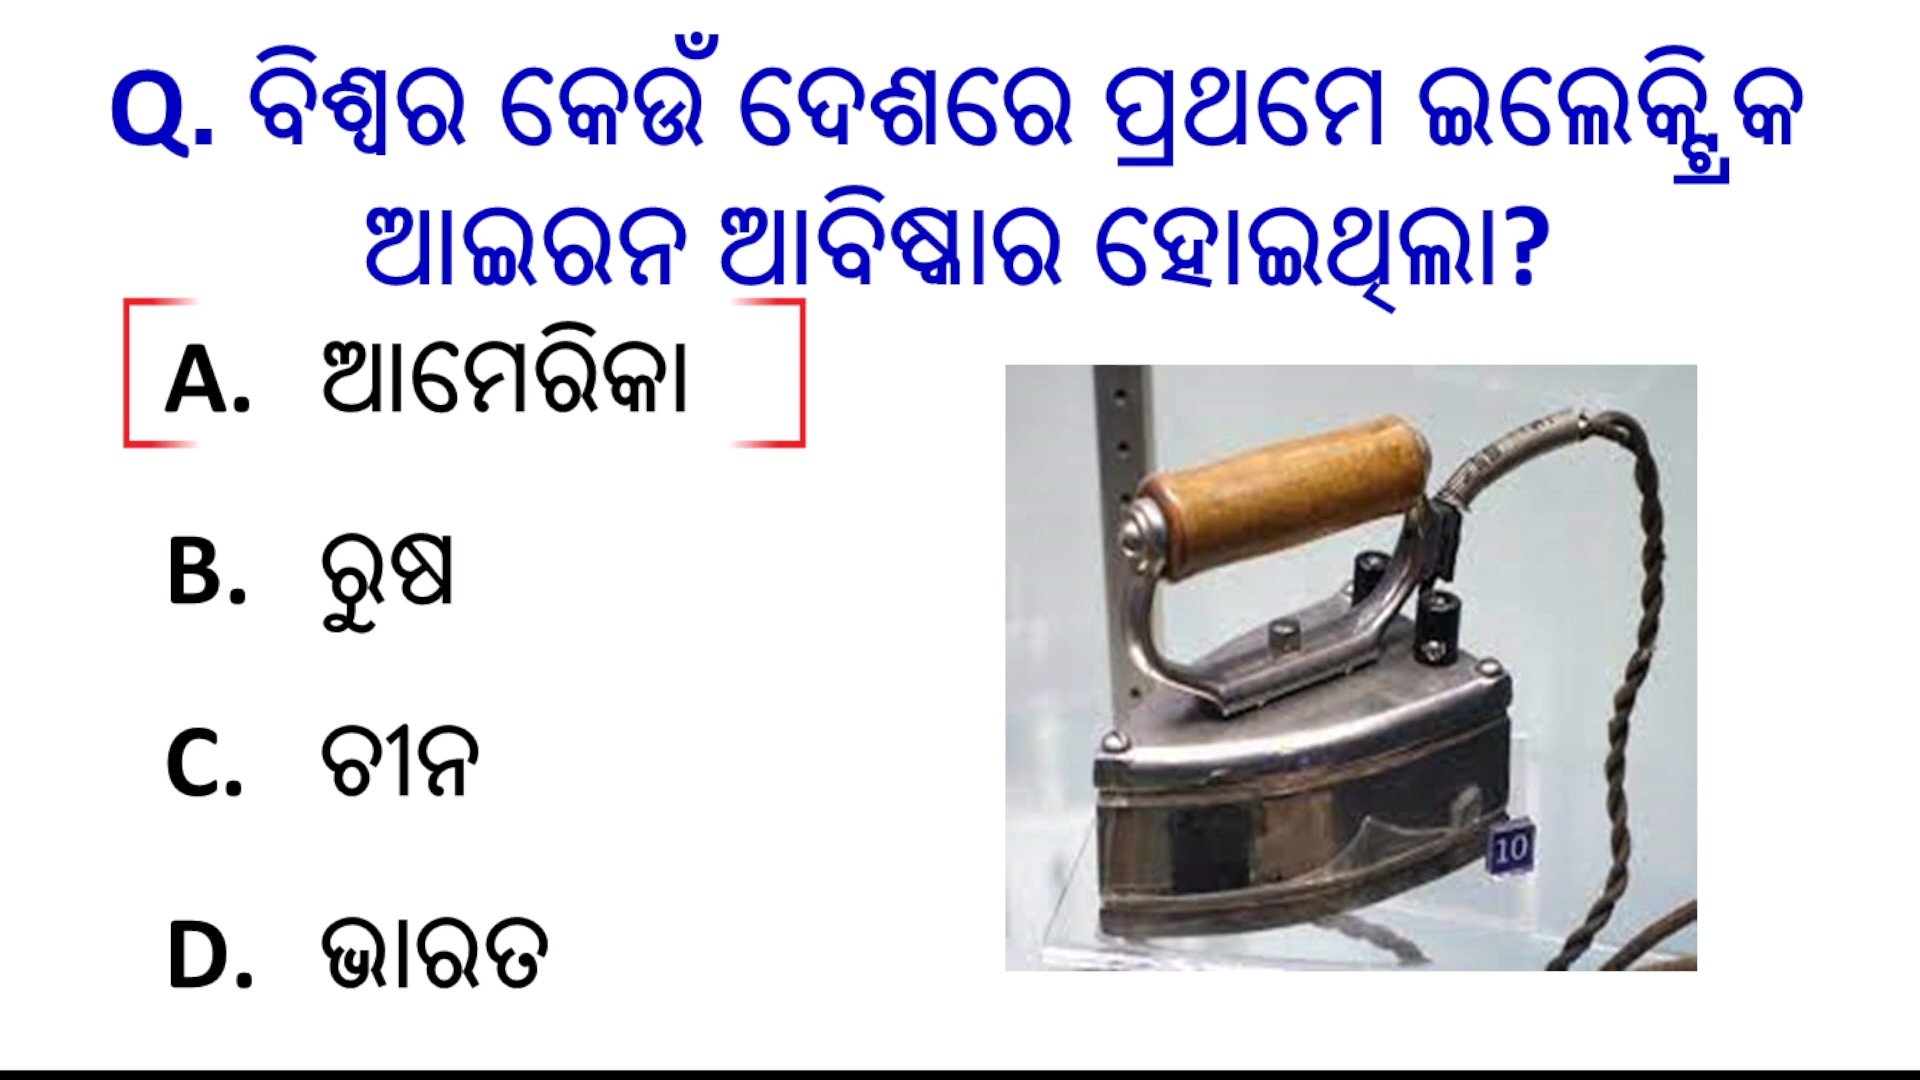 Q. ବିଶ୍ୱର କେଉଁ ଦେଶରେ ପ୍ରଥମେ ଇଲେକ୍ଟ୍ରିକ
ଆଇରନ ଆବିଷ୍କାର ହୋଇଥିଲା?
A. ଆମେରିକା
B. ରୁଷ
C. ଚୀନ
D. ଭାରତ
10